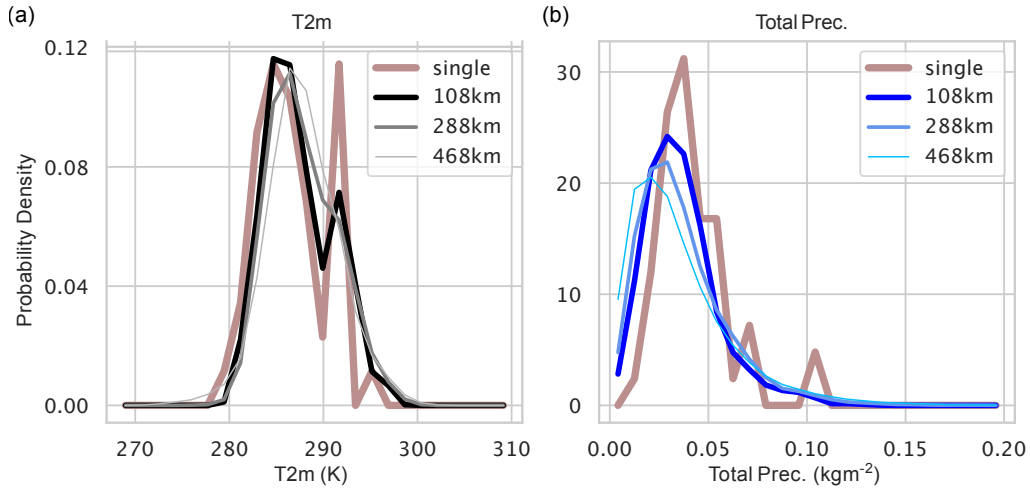 (a)
T2m
Probability Density
0.12
0.08
0.04
0.00
single
108km
288km
468km
270
280
290
300
310
T2m (K)
(b)
Total Prec.
30
20
10
0
single
108km
288km
468km
0.00
0.05
0.10
0.15
0.20
Total Prec. (kgm-2)